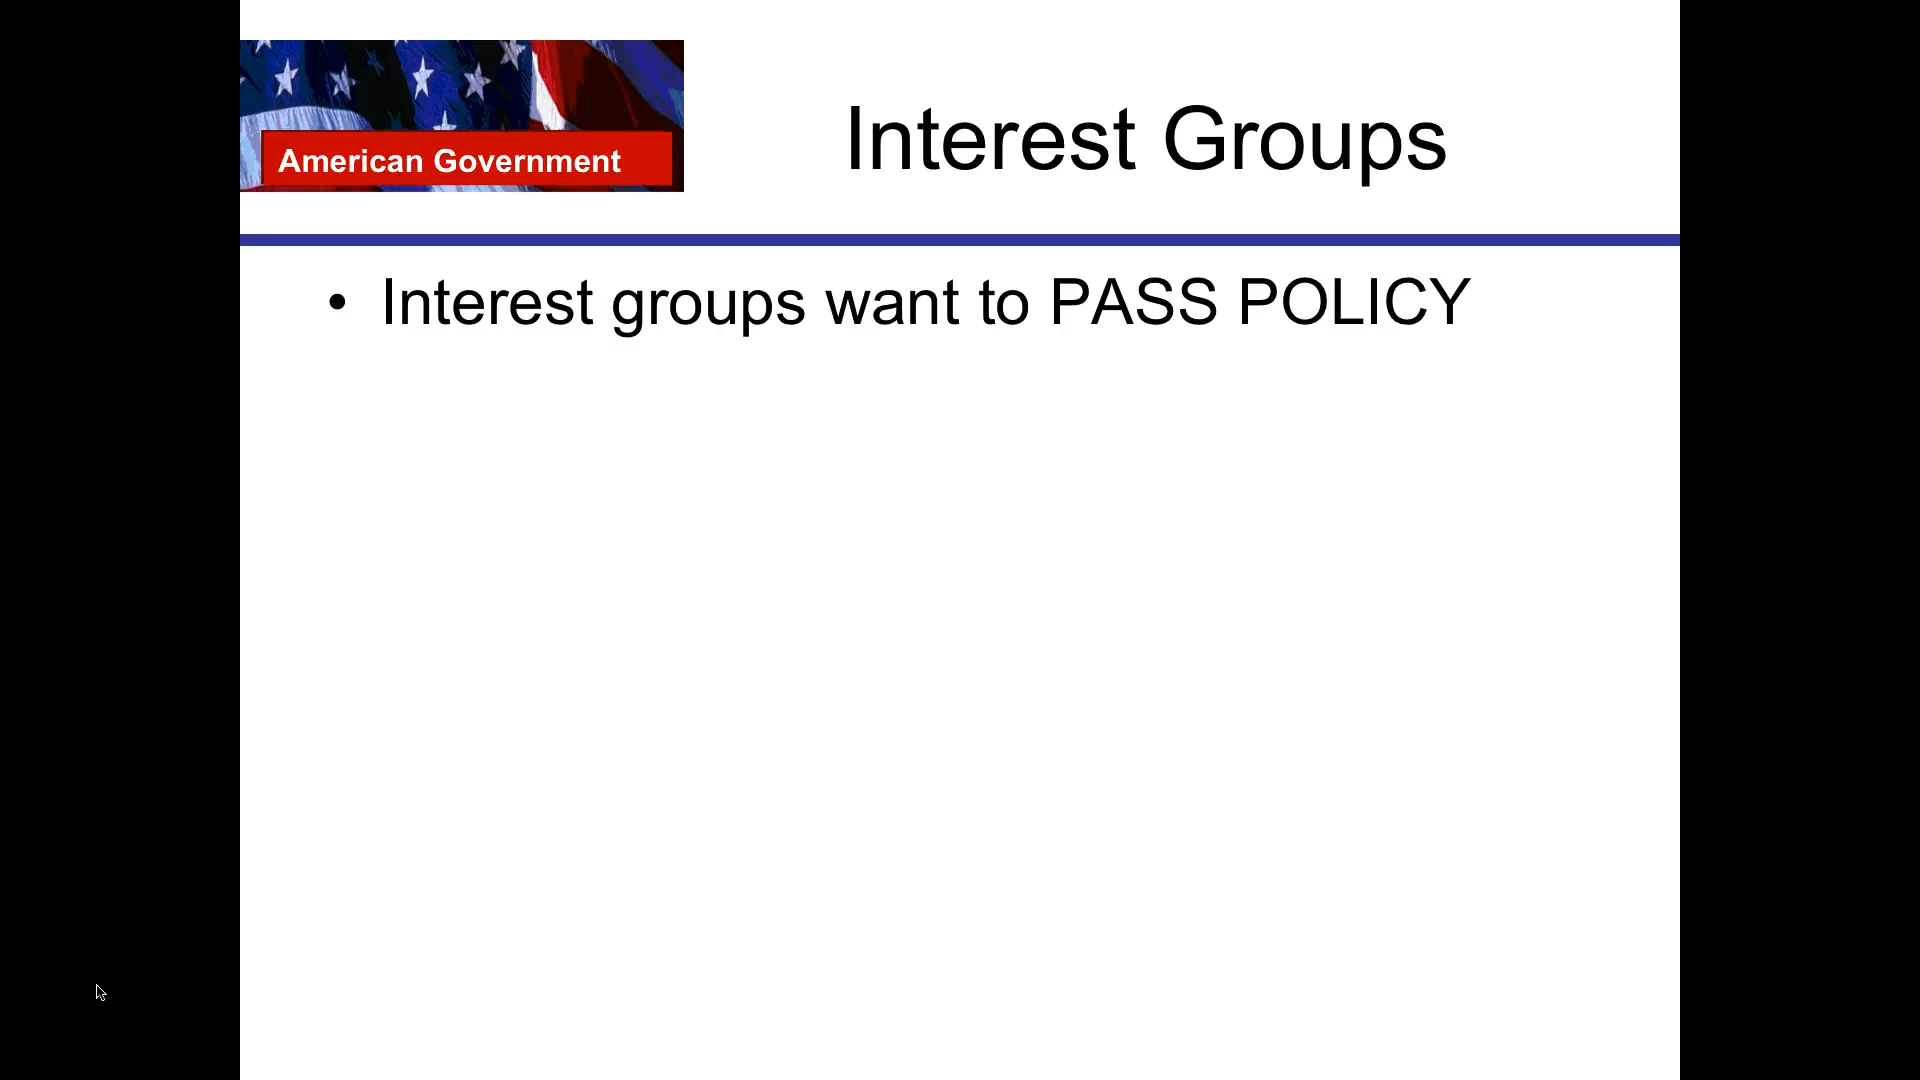 American Government
Interest Groups
• Interest groups want to PASS POLICY